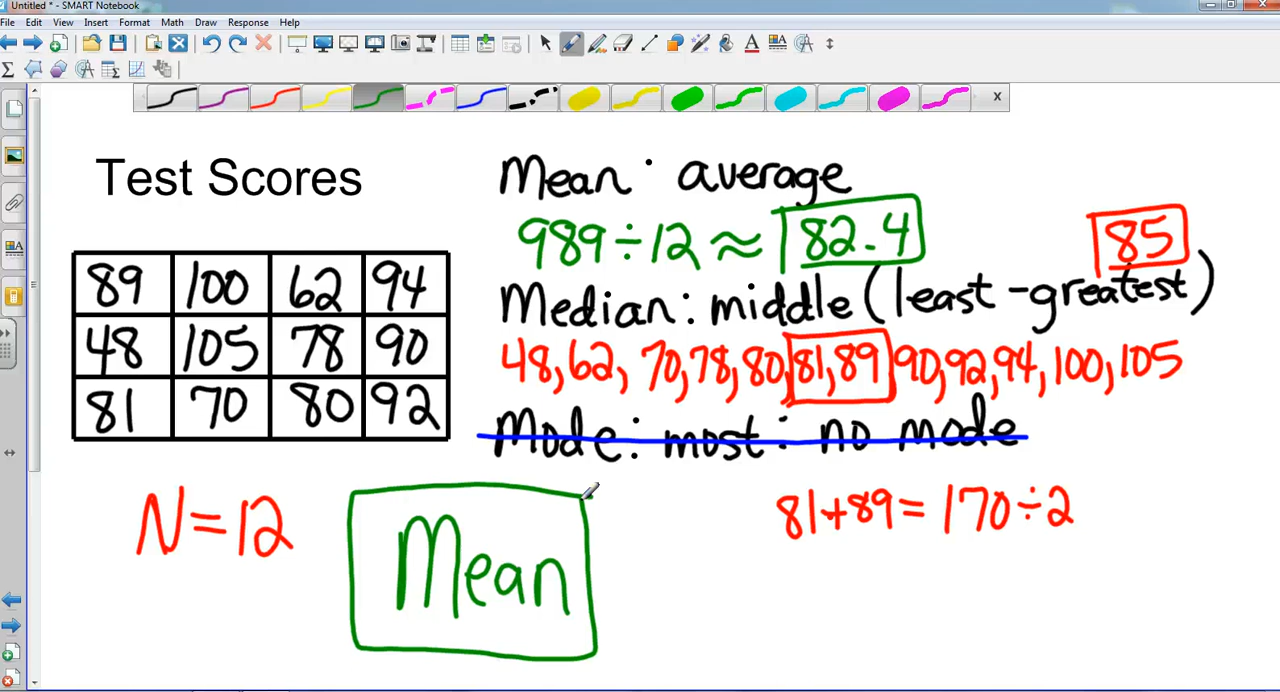 Untitled * - SMART Notebook
File Edit View Insert Format Math Draw Response Help
Test Scores
89 100 62 94
48 105 78 90
81 70 80 92
N=12
Mean
Mean: average
989÷12≈ 82.4
85
Median: middle (least-greatest)
48, 62, 70, 78, 80, 81, 89, 90, 92, 94, 100, 105
Mode: most: no mode
81+89=170÷2